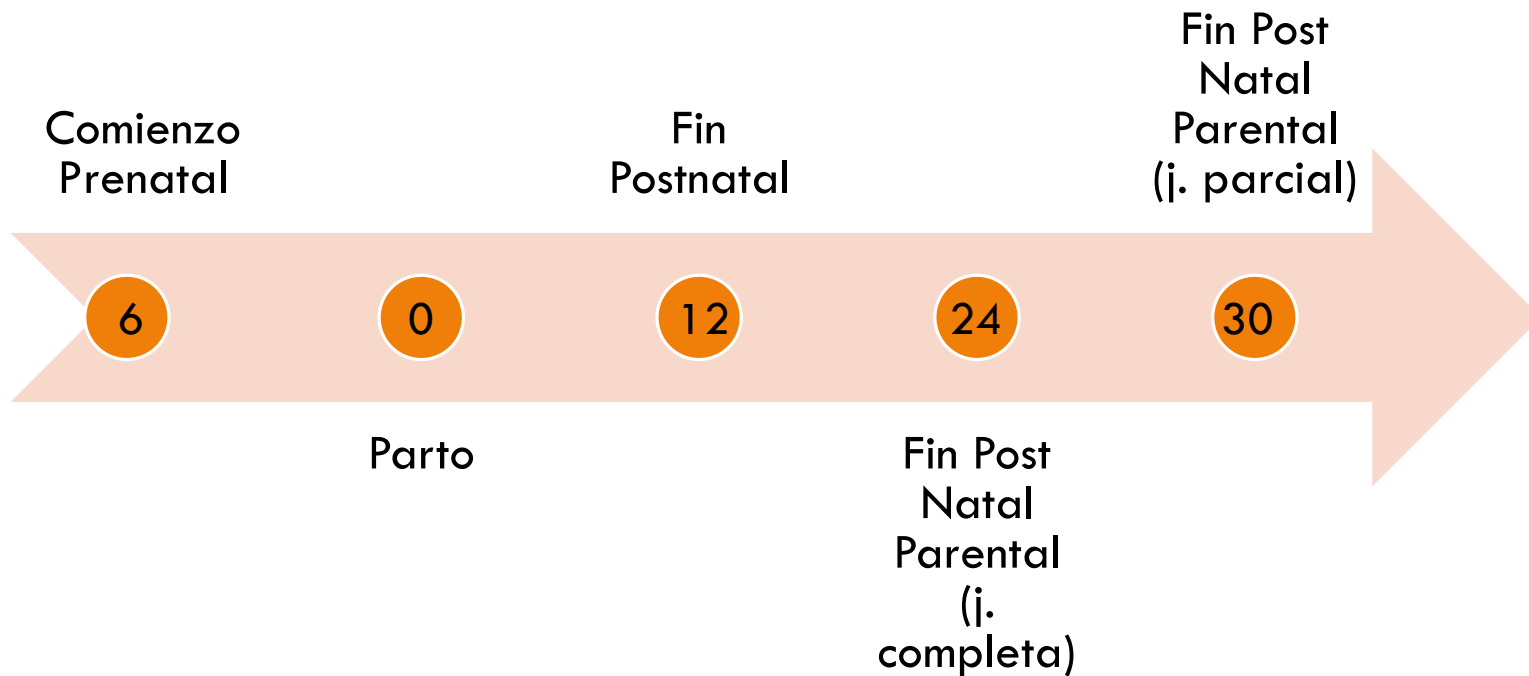 Comienzo
Prenatal
Fin
Postnatal
Fin Post
Natal
Parental
(j. parcial)
6
0
12
24
30
Parto
Fin Post
Natal
Parental
(j.
completa)